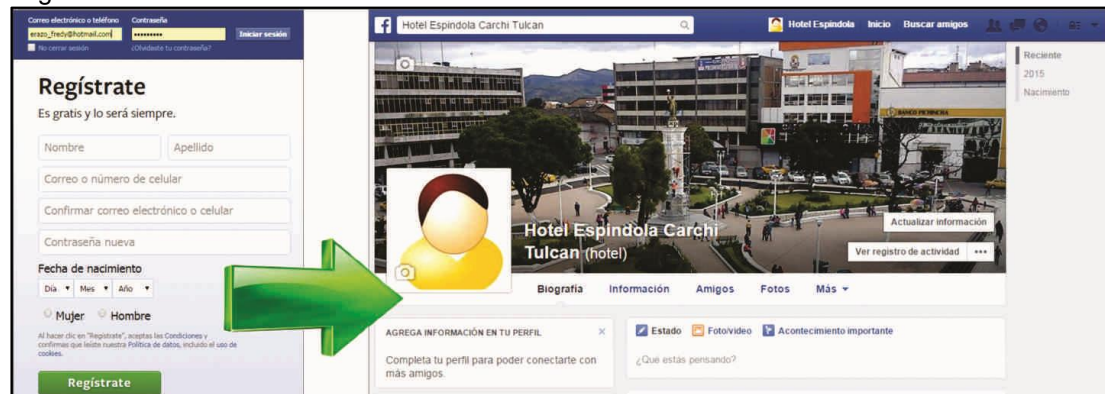 Correo electrónico o teléfono Contraseña
erazo_fredy@hotmail.com ••••••••• Iniciar sesión
No cerrar sesión ¿Olvidaste tu contraseña?
Regístrate
Es gratis y lo será siempre.
Nombre Apellido
Correo o número de celular
Confirmar correo electrónico o celular
Contraseña nueva
Fecha de nacimiento
Día Mes Año
Mujer Hombre
Al hacer clic en "Regístrate", aceptas las Condiciones y
confirmas que leíste nuestra Política de datos, incluido el uso de
cookies.
Regístrate
Hotel Espindola Carchi Tulcan
Hotel Espindola Inicio Buscar amigos
Reciente
2015
Nacimiento
BANCO PICHINCHA
Hotel Espindola Carchi
Tulcan (hotel)
Actualizar información
Ver registro de actividad •••
Biografía Información Amigos Fotos Más
AGREGA INFORMACIÓN EN TU PERFIL ×
Completa tu perfil para poder conectarte con
más amigos.
Estado Foto/video Acontecimiento importante
¿Qué estás pensando?